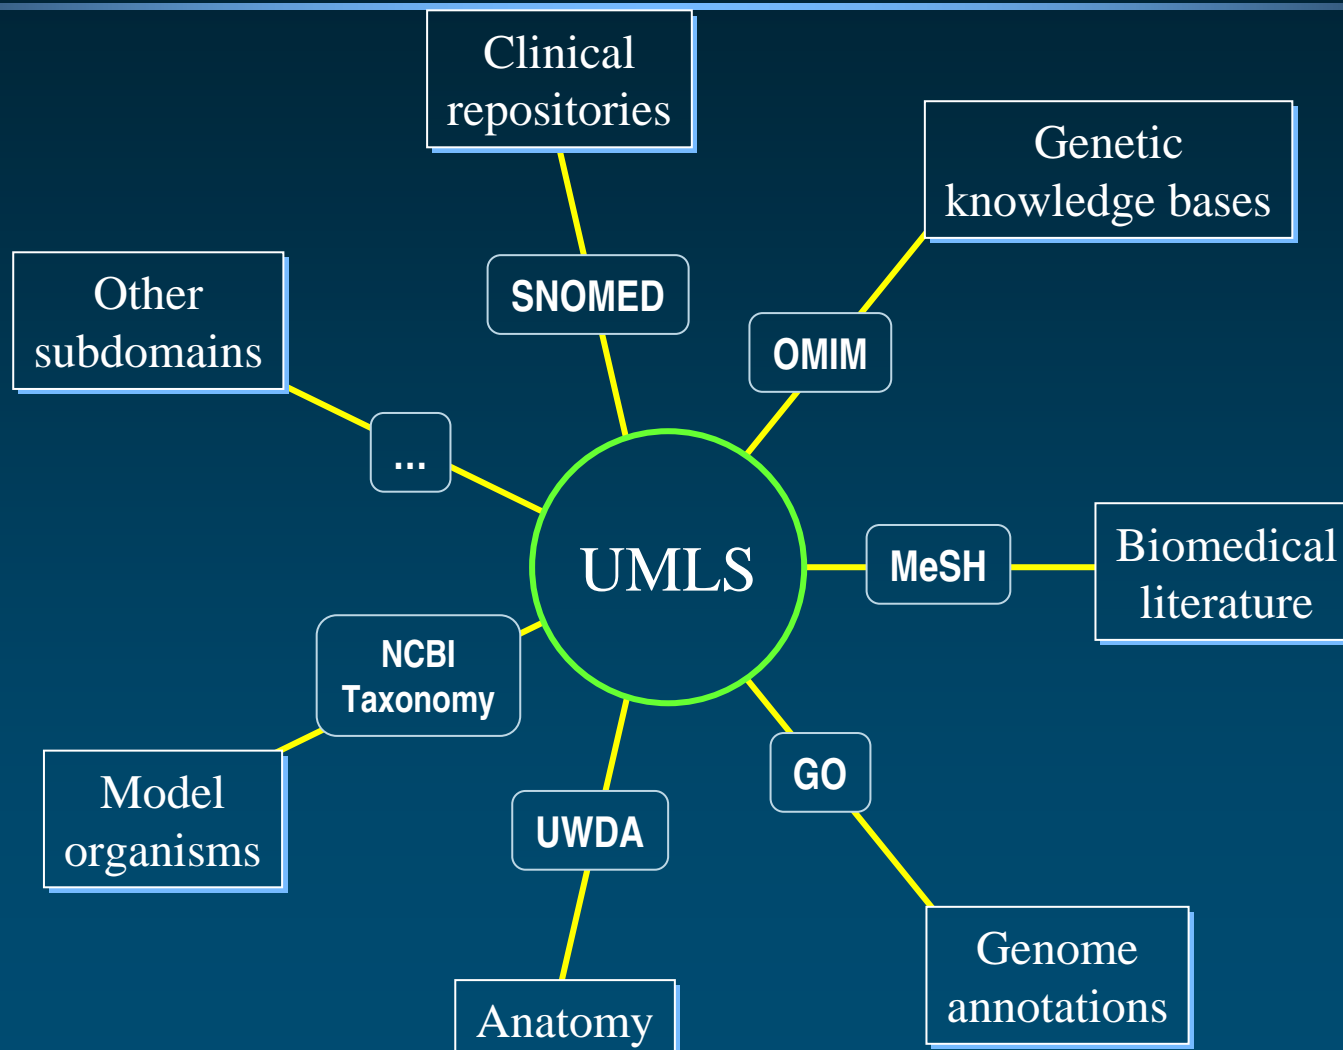 Clinical
repositories
Genetic
knowledge bases
SNOMED
Other
subdomains
OMIM
...
UMLS
MeSH
Biomedical
literature
NCBI
Taxonomy
GO
Model
organisms
UWDA
Genome
annotations
Anatomy